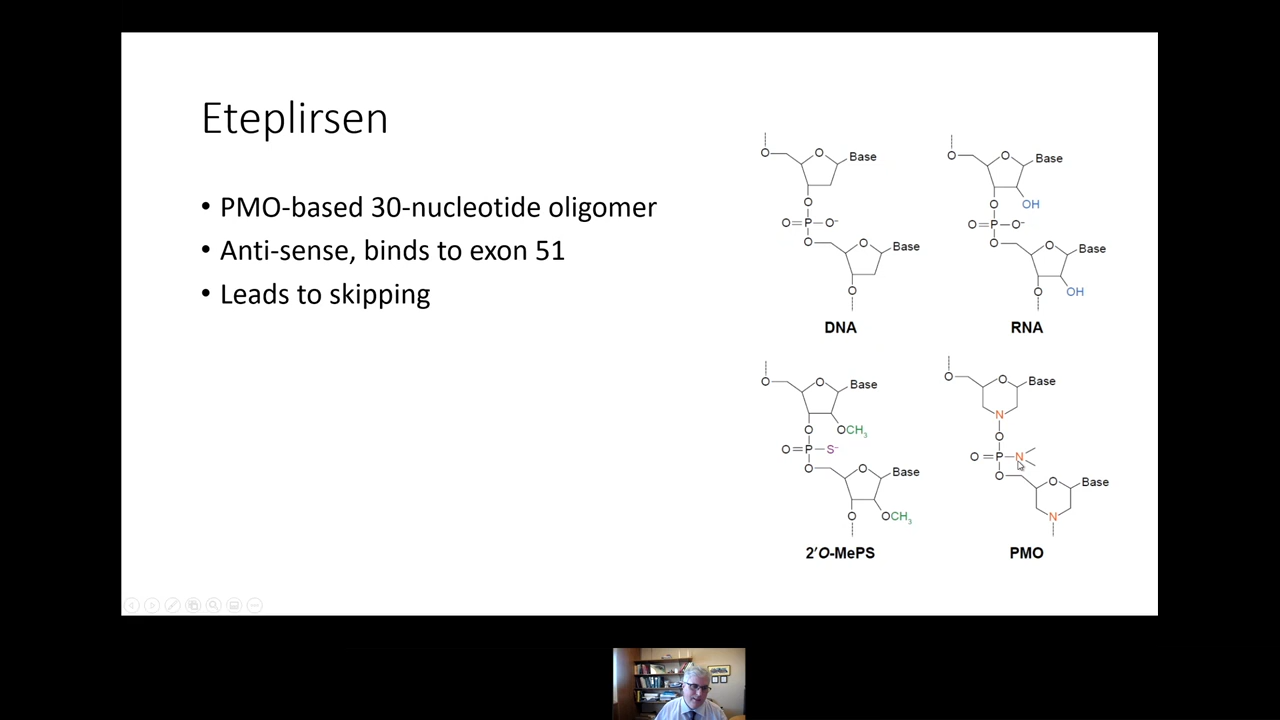 Eteplirsen
• PMO-based 30-nucleotide oligomer
• Anti-sense, binds to exon 51
• Leads to skipping
O O Base
O
O=P–O⁻
O O Base
O
DNA
O O Base
O OH
O=P–O⁻
O O Base
O OH
RNA
O O Base
O OCH₃
O=P–S⁻
O O Base
O OCH₃
2'O-MePS
O O Base
N
O
O=P–N
O O Base
N
PMO